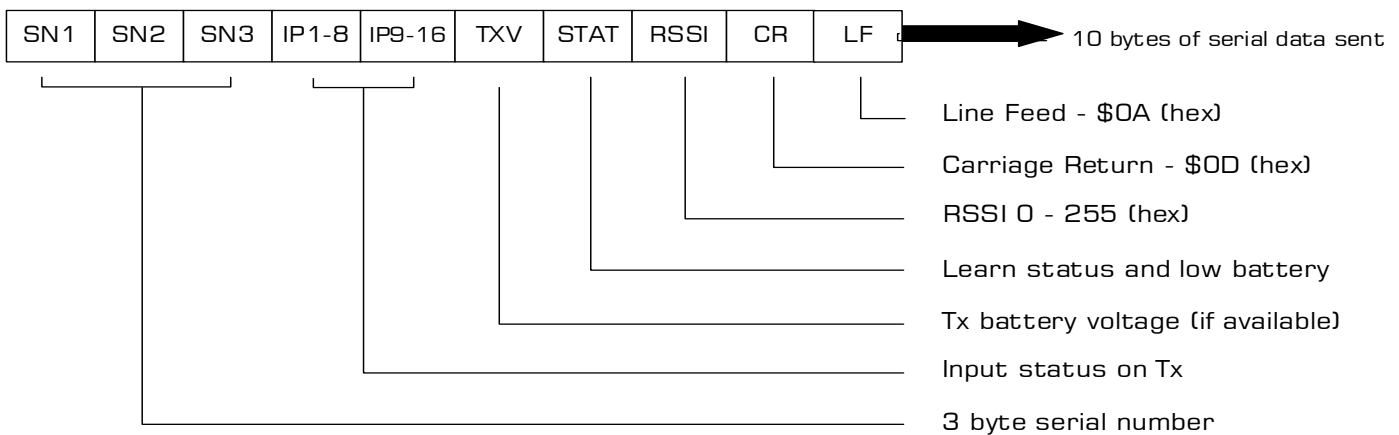 SN1 SN2 SN3 IP1-8 IP9-16 TXV STAT RSSI CR LF
10 bytes of serial data sent
Line Feed - $0A (hex)
Carriage Return - $0D (hex)
RSSI 0 - 255 (hex)
Learn status and low battery
Tx battery voltage (if available)
Input status on Tx
3 byte serial number